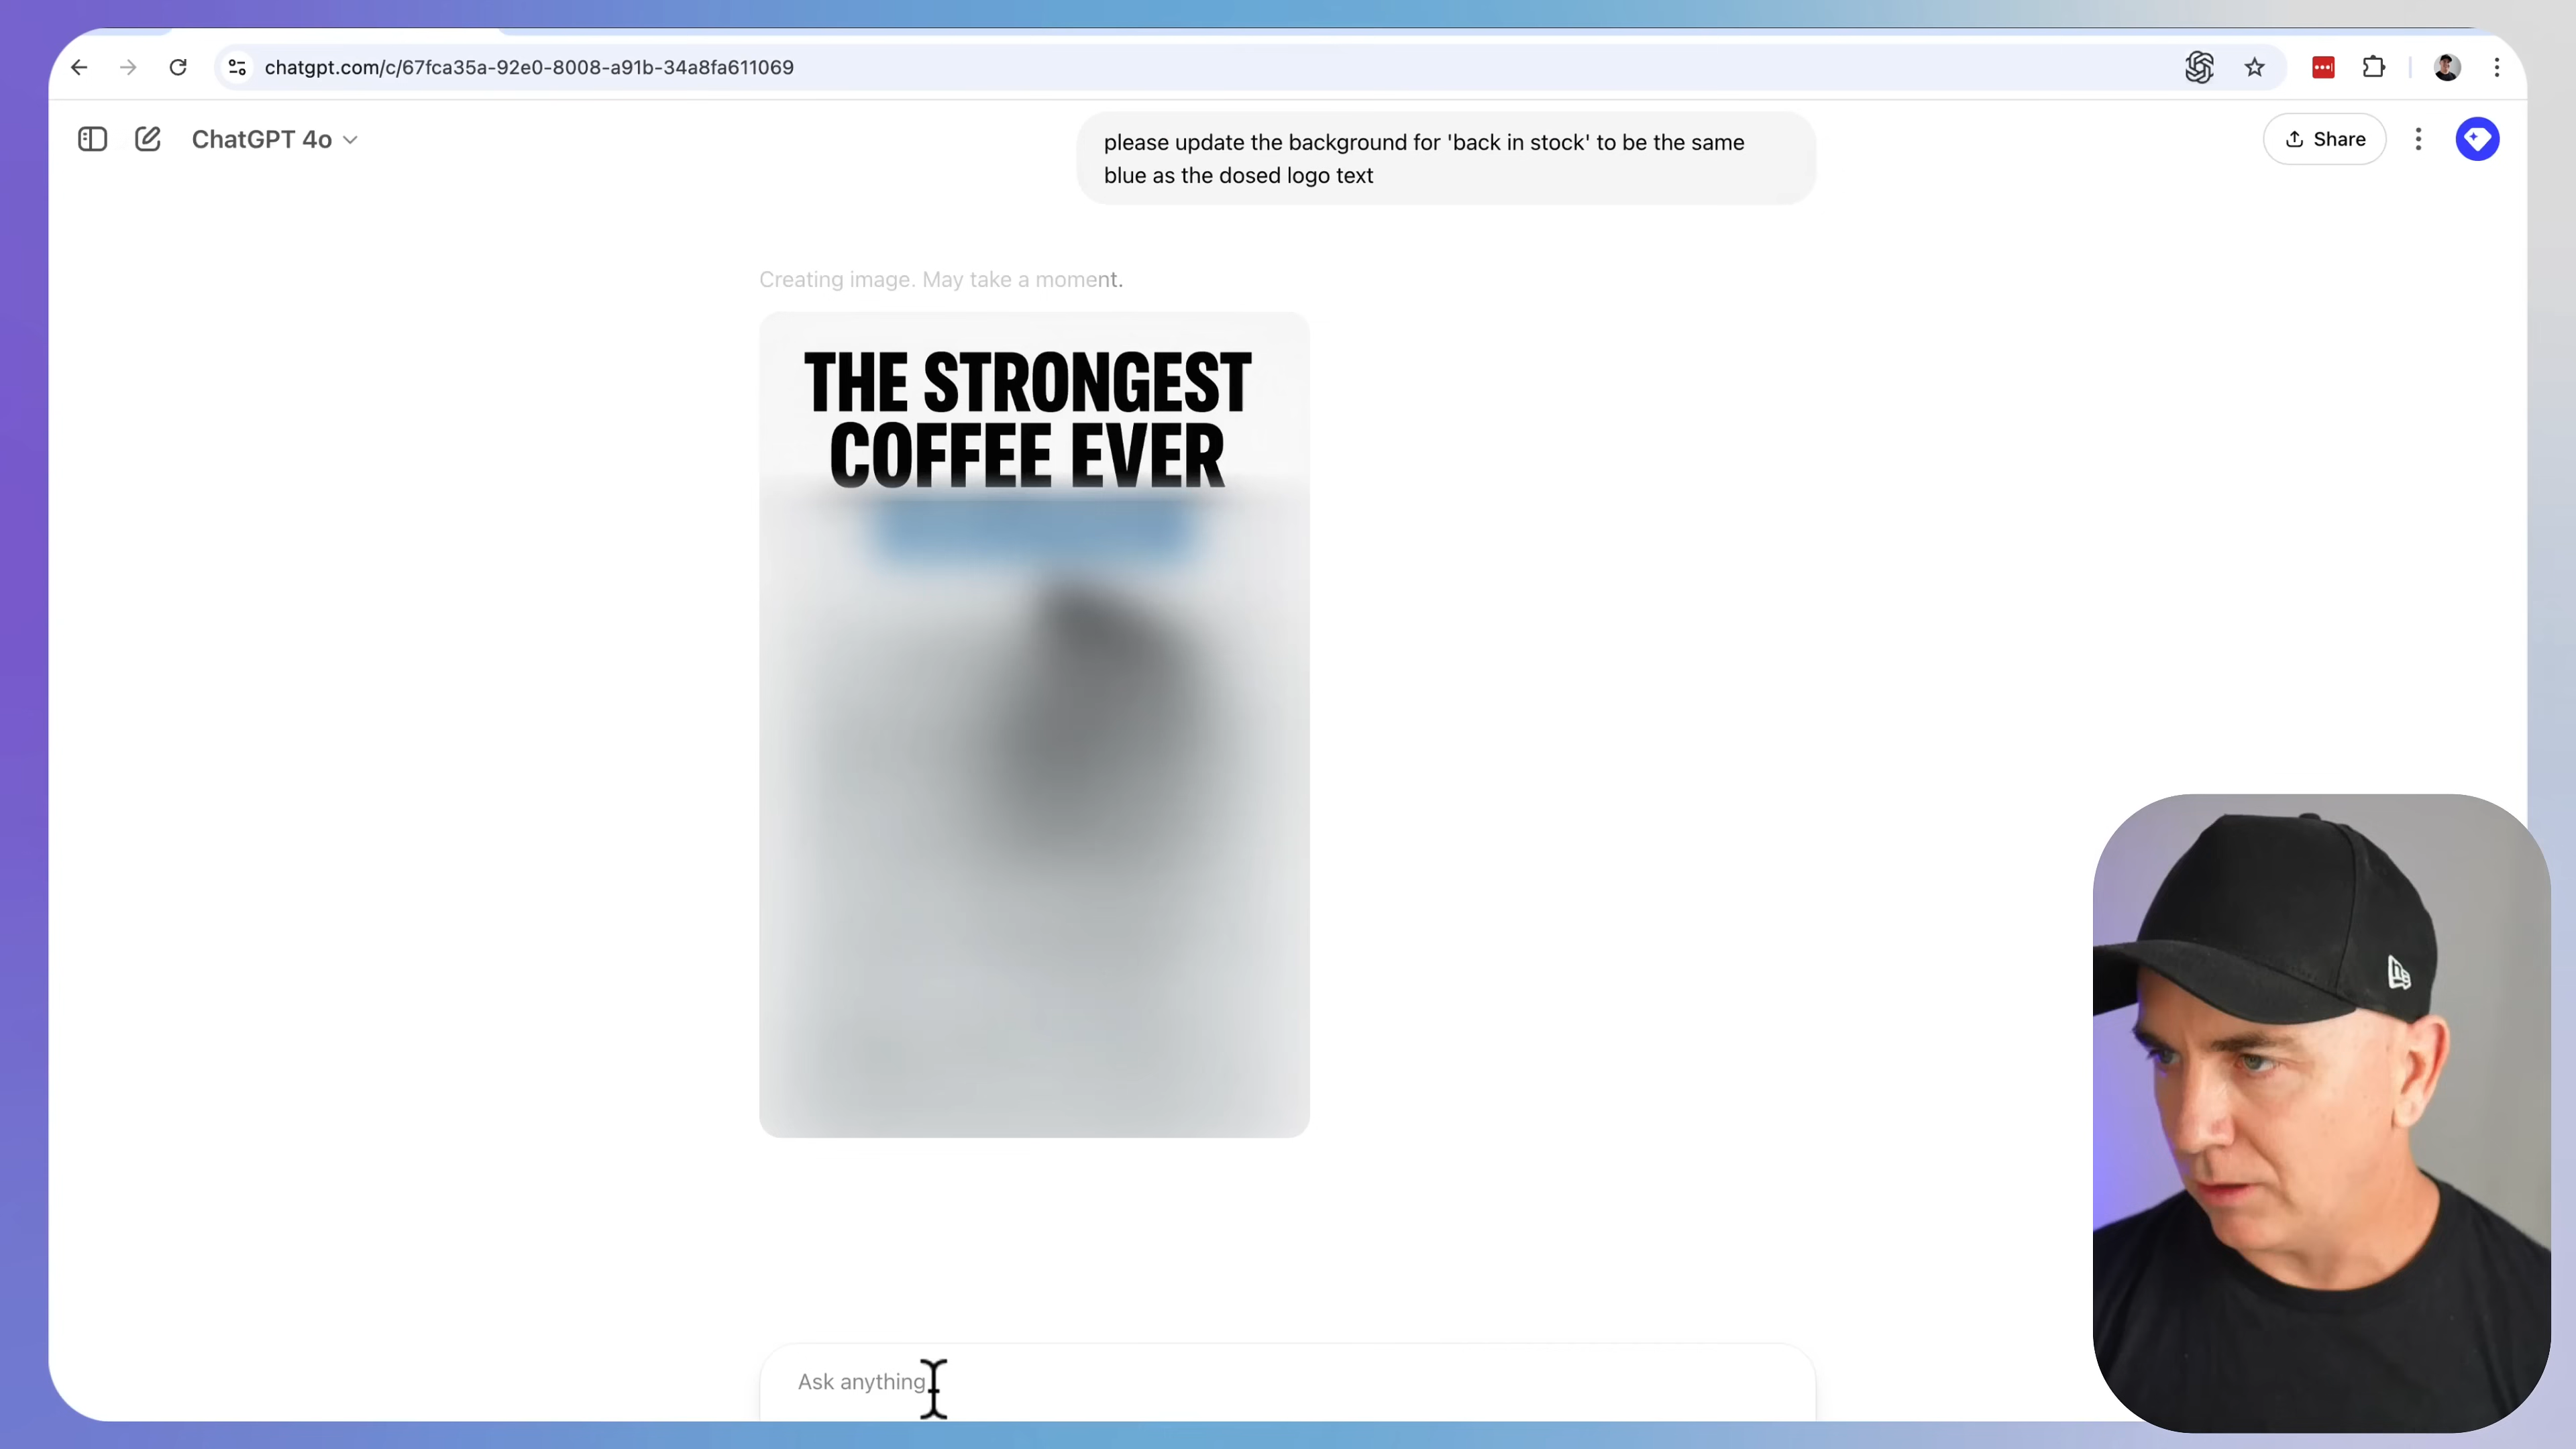 chatgpt.com/c/67fca35a-92e0-8008-a91b-34a8fa611069
ChatGPT 4o
Share
please update the background for 'back in stock' to be the same
blue as the dosed logo text
Creating image. May take a moment.
THE STRONGEST
COFFEE EVER
Ask anything